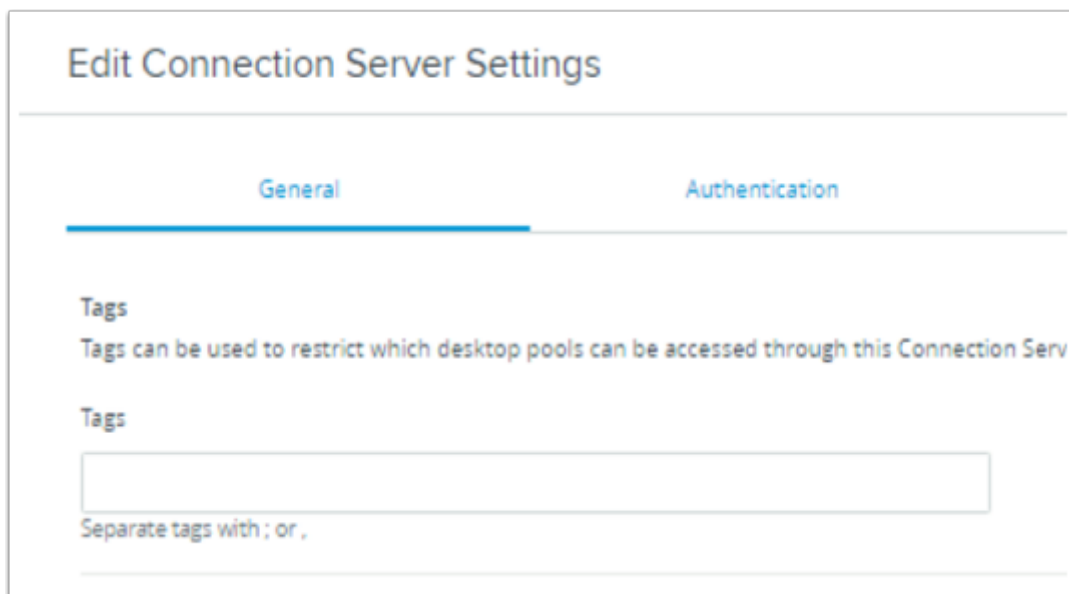 Edit Connection Server Settings
General Authentication
Tags
Tags can be used to restrict which desktop pools can be accessed through this Connection Serv
Tags
Separate tags with ; or ,